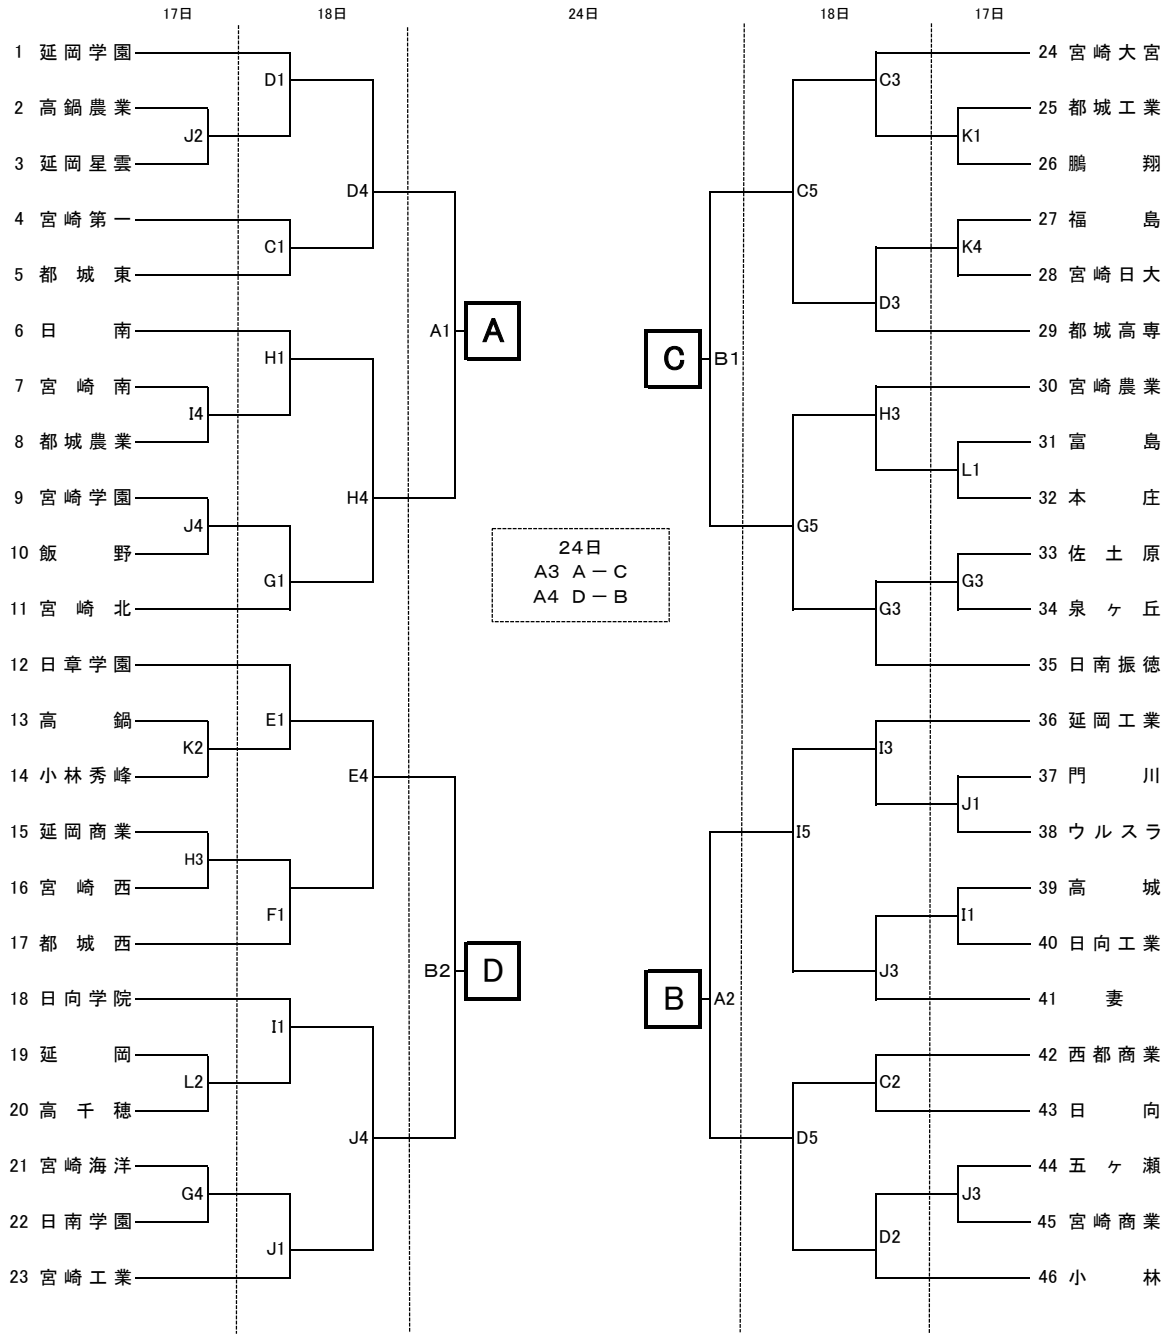 17日 18日 24日 18日 17日
1 延岡学園
D1
2 高鍋農業
J2
3 延岡星雲
D4
4 宮崎第一
C1
5 都城東
A1
A
6 日南
H1
7 宮崎南
I4
8 都城農業
H4
9 宮崎学園
J4
10 飯野
G1
11 宮崎北
12 日章学園
E1
13 高鍋
K2
14 小林秀峰
E4
15 延岡商業
H3
16 宮崎西
F1
17 都城西
B2
D
18 日向学院
I1
19 延岡
L2
20 高千穂
J4
21 宮崎海洋
G4
22 日南学園
J1
23 宮崎工業
24日
A3 A－C
A4 D－B
24 宮崎大宮
C3
25 都城工業
K1
26 鵬翔
C5
27 福島
K4
28 宮崎日大
D3
29 都城高専
C
B1
30 宮崎農業
H3
31 富島
L1
32 本庄
G5
33 佐土原
G3
34 泉ヶ丘
G3
35 日南振徳
36 延岡工業
I3
37 門川
J1
38 ウルスラ
I5
39 高城
I1
40 日向工業
J3
41 妻
B
A2
42 西都商業
C2
43 日向
D5
44 五ヶ瀬
J3
45 宮崎商業
D2
46 小林